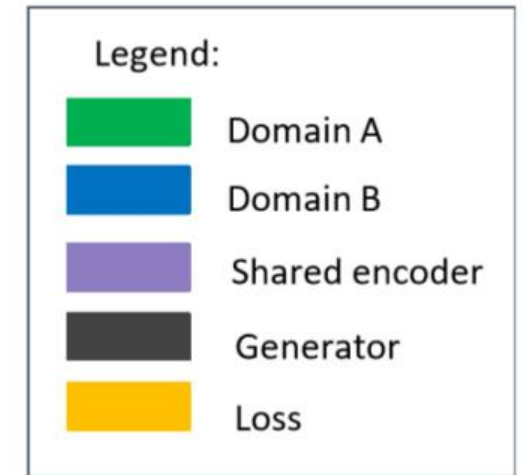 Legend:
Domain A
Domain B
Shared encoder
Generator
Loss